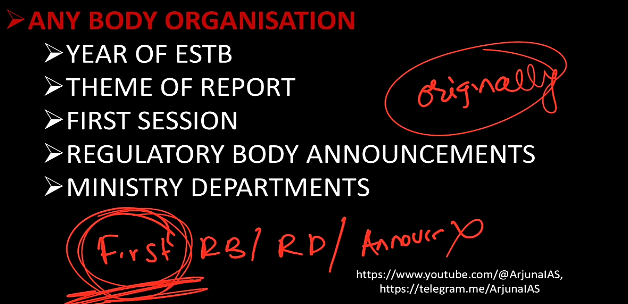 ➤ANY BODY ORGANISATION
➤YEAR OF ESTB
➤THEME OF REPORT
originally
➤FIRST SESSION
➤REGULATORY BODY ANNOUNCEMENTS
➤MINISTRY DEPARTMENTS
First RB/ RD/
https://www.youtube.com/@ArjunaIAS,
https://telegram.me/ArjunaIAS